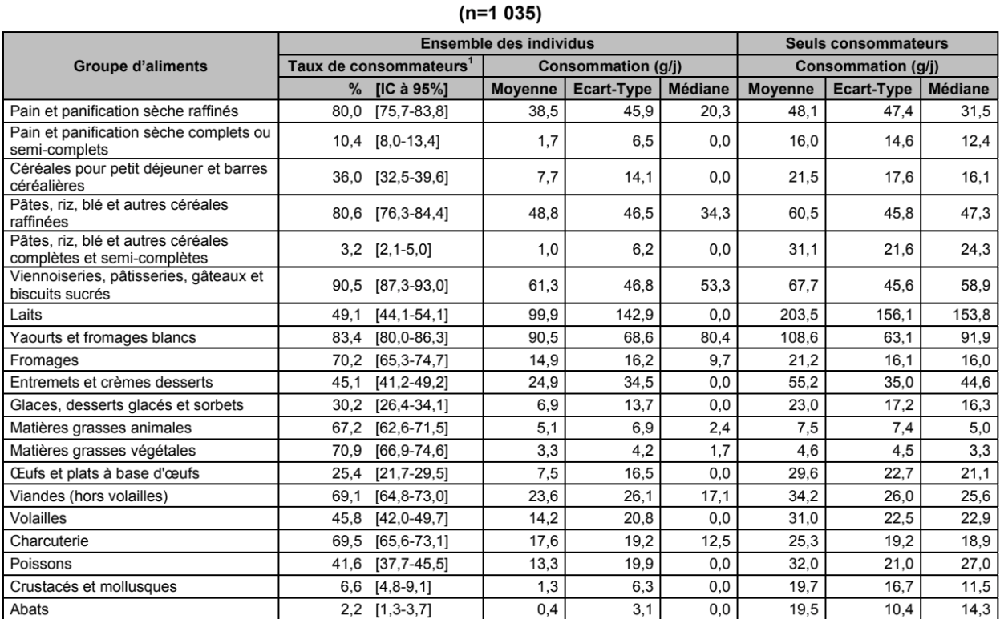 (n=1 035)
Ensemble des individus Seuls consommateurs
Groupe d'aliments Taux de consommateurs1 Consommation (g/j) Consommation (g/j)
% [IC à 95%] Moyenne Ecart-Type Médiane Moyenne Ecart-Type Médiane
Pain et panification sèche raffinés 80,0 [75,7-83,8] 38,5 45,9 20,3 48,1 47,4 31,5
Pain et panification sèche complets ou
semi-complets 10,4 [8,0-13,4] 1,7 6,5 0,0 16,0 14,6 12,4
Céréales pour petit déjeuner et barres
céréalières 36,0 [32,5-39,6] 7,7 14,1 0,0 21,5 17,6 16,1
Pâtes, riz, blé et autres céréales
raffinées 80,6 [76,3-84,4] 48,8 46,5 34,3 60,5 45,8 47,3
Pâtes, riz, blé et autres céréales
complètes et semi-complètes 3,2 [2,1-5,0] 1,0 6,2 0,0 31,1 21,6 24,3
Viennoiseries, pâtisseries, gâteaux et
biscuits sucrés 90,5 [87,3-93,0] 61,3 46,8 53,3 67,7 45,6 58,9
Laits 49,1 [44,1-54,1] 99,9 142,9 0,0 203,5 156,1 153,8
Yaourts et fromages blancs 83,4 [80,0-86,3] 90,5 68,6 80,4 108,6 63,1 91,9
Fromages 70,2 [65,3-74,7] 14,9 16,2 9,7 21,2 16,1 16,0
Entremets et crèmes desserts 45,1 [41,2-49,2] 24,9 34,5 0,0 55,2 35,0 44,6
Glaces, desserts glacés et sorbets 30,2 [26,4-34,1] 6,9 13,7 0,0 23,0 17,2 16,3
Matières grasses animales 67,2 [62,6-71,5] 5,1 6,9 2,4 7,5 7,4 5,0
Matières grasses végétales 70,9 [66,9-74,6] 3,3 4,2 1,7 4,6 4,5 3,3
Œufs et plats à base d'œufs 25,4 [21,7-29,5] 7,5 16,5 0,0 29,6 22,7 21,1
Viandes (hors volailles) 69,1 [64,8-73,0] 23,6 26,1 17,1 34,2 26,0 25,6
Volailles 45,8 [42,0-49,7] 14,2 20,8 0,0 31,0 22,5 22,9
Charcuterie 69,5 [65,6-73,1] 17,6 19,2 12,5 25,3 19,2 18,9
Poissons 41,6 [37,7-45,5] 13,3 19,9 0,0 32,0 21,0 27,0
Crustacés et mollusques 6,6 [4,8-9,1] 1,3 6,3 0,0 19,7 16,7 11,5
Abats 2,2 [1,3-3,7] 0,4 3,1 0,0 19,5 10,4 14,3